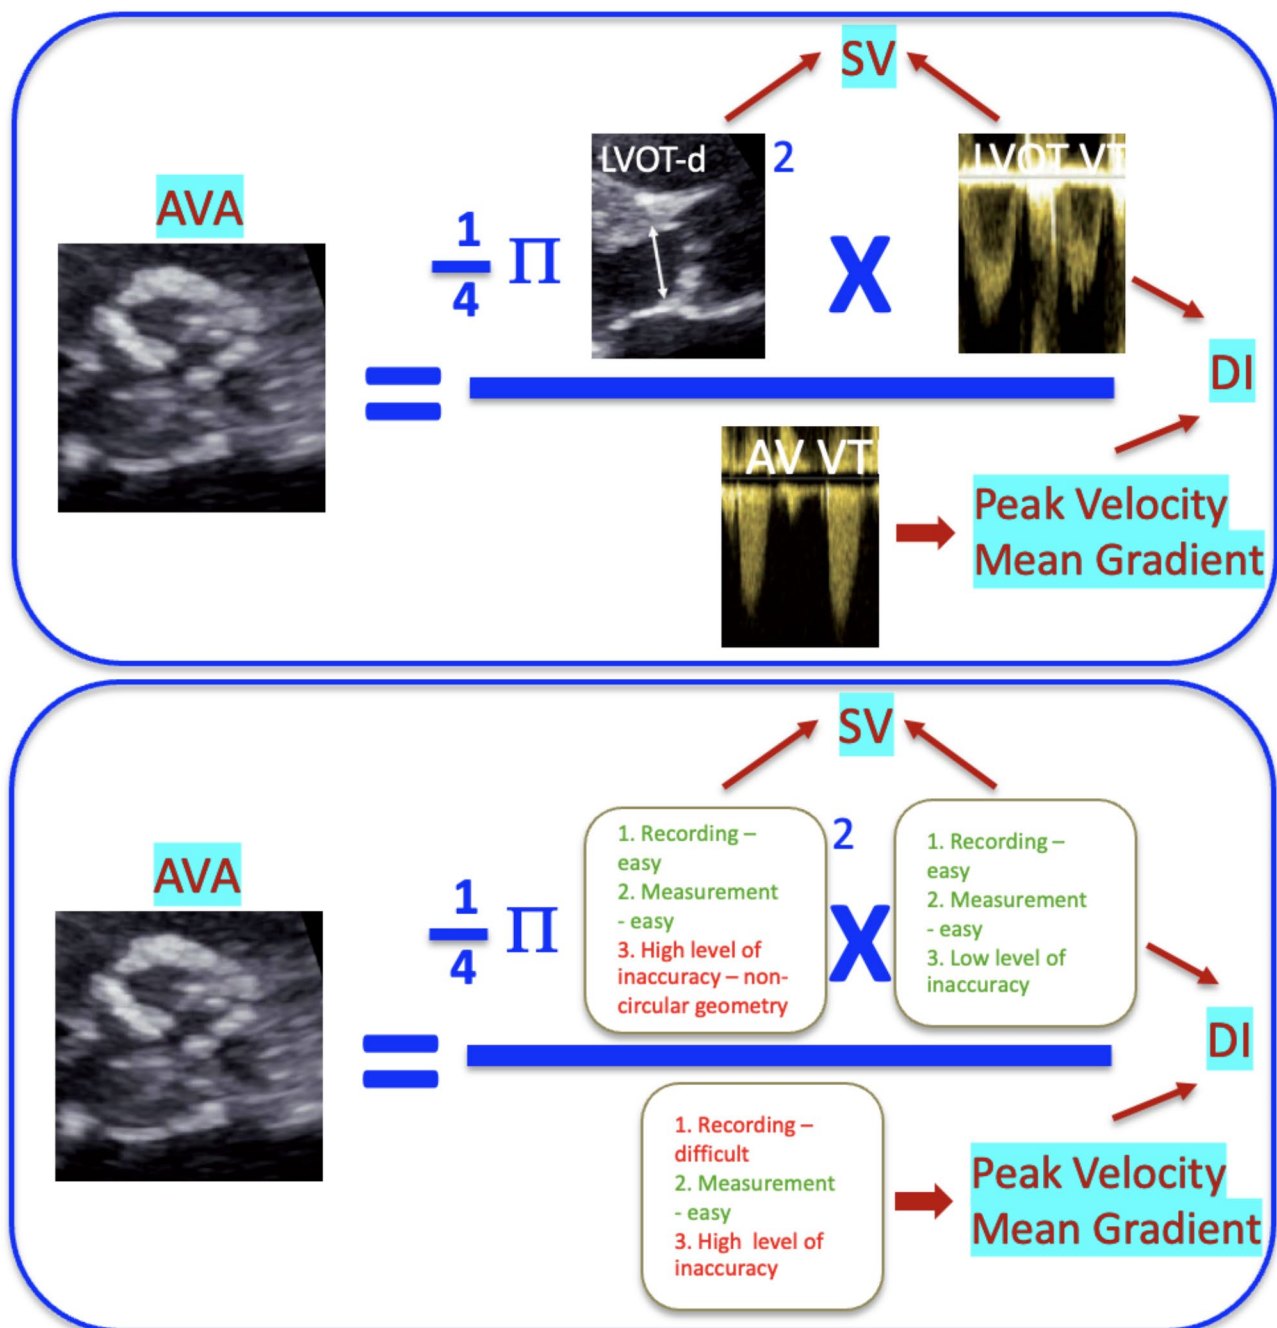 SV
LVOT-d
2
LVOT VT
AVA
1
4
Π
X
=
DI
AV VT
Peak Velocity
Mean Gradient
SV
1. Recording –
easy
2. Measurement
- easy
3. High level of
inaccuracy – non-
circular geometry
2
1. Recording –
easy
2. Measurement
- easy
3. Low level of
inaccuracy
AVA
1
4
Π
X
=
DI
1. Recording –
difficult
2. Measurement
- easy
3. High level of
inaccuracy
Peak Velocity
Mean Gradient